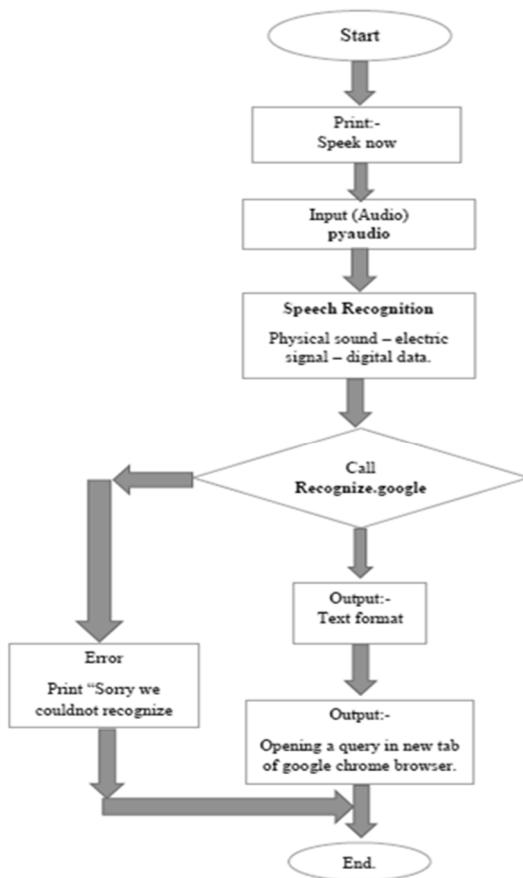 Start
Print:-
Speek now
Input (Audio)
pyaudio
Speech Recognition
Physical sound – electric
signal – digital data.
Call
Recognize.google
Output:-
Text format
Error
Print “Sorry we
couldnot recognize
Output:-
Opening a query in new tab
of google chrome browser.
End.